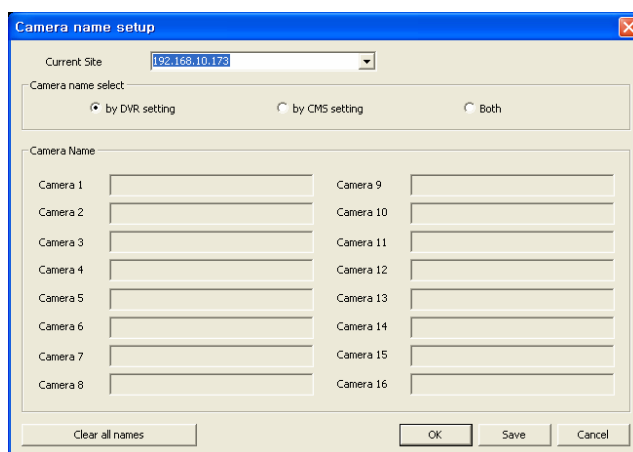 Camera name setup
Current Site 192.168.10.173
Camera name select
by DVR setting by CMS setting Both
Camera Name
Camera 1 Camera 9
Camera 2 Camera 10
Camera 3 Camera 11
Camera 4 Camera 12
Camera 5 Camera 13
Camera 6 Camera 14
Camera 7 Camera 15
Camera 8 Camera 16
Clear all names OK Save Cancel